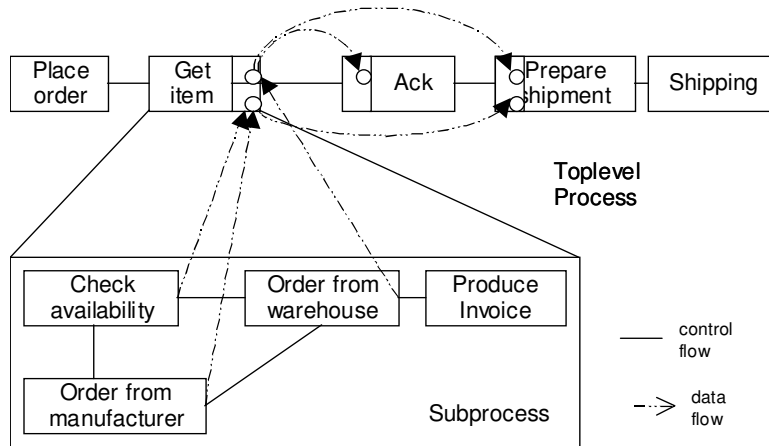 Place
order
Get
item
Ack
Prepare
shipment
Shipping
Toplevel
Process
Check
availability
Order from
warehouse
Produce
Invoice
Order from
manufacturer
Subprocess
control
flow
data
flow